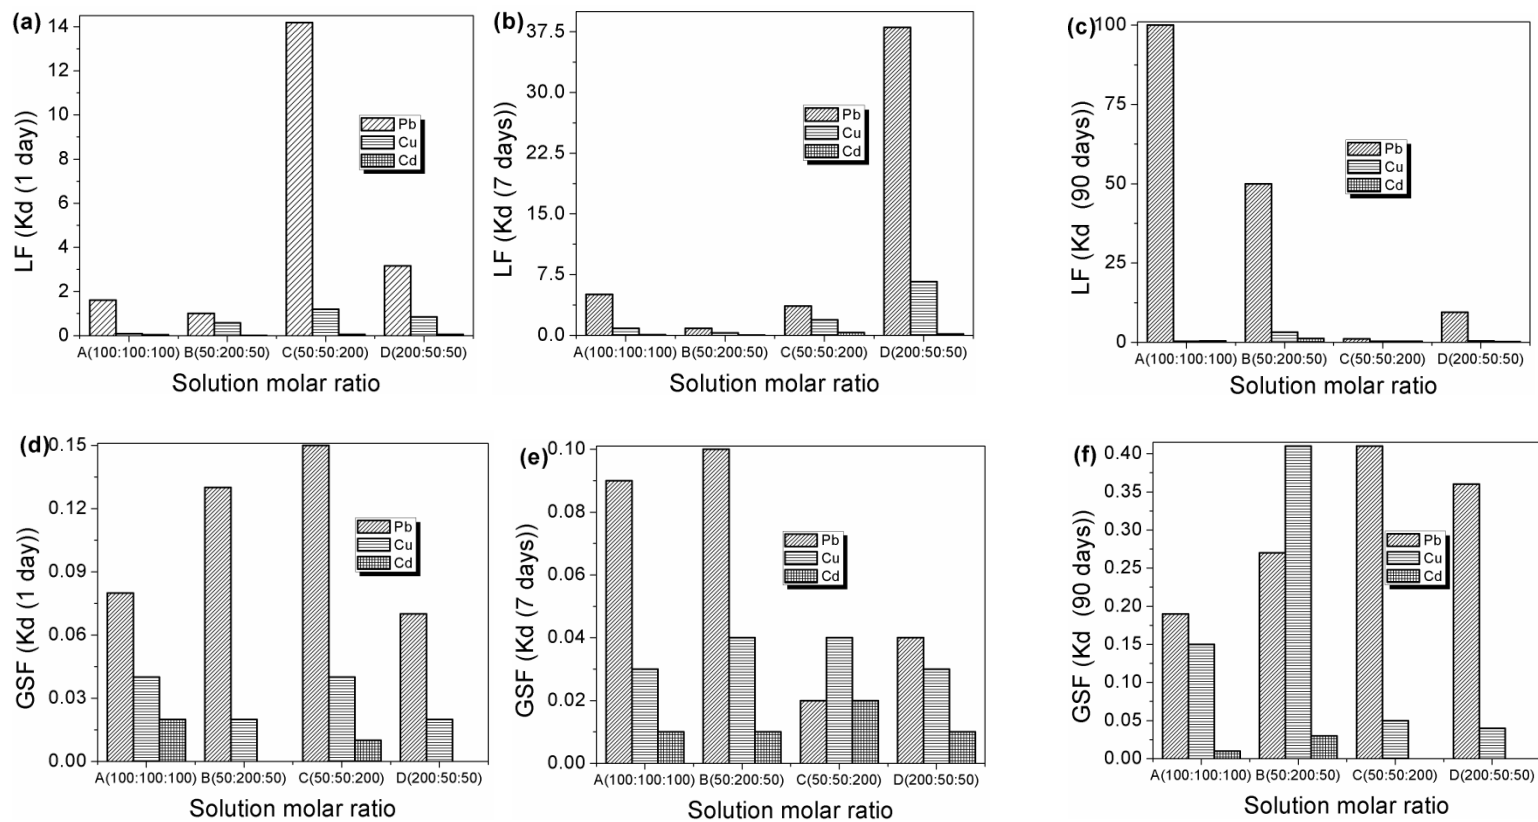 (a)
14
12
10
8
6
4
2
0
LF (Kd (1 day))
Pb
Cu
Cd
A(100:100:100) B(50:200:50) C(50:50:200) D(200:50:50)
Solution molar ratio
(b)
37.5
30.0
22.5
15.0
7.5
0.0
LF (Kd (7 days))
Pb
Cu
Cd
A(100:100:100) B(50:200:50) C(50:50:200) D(200:50:50)
Solution molar ratio
(c)
100
75
50
25
0
LF (Kd (90 days))
Pb
Cu
Cd
A(100:100:100) B(50:200:50) C(50:50:200) D(200:50:50)
Solution molar ratio
(d)
0.15
0.12
0.09
0.06
0.03
0.00
GSF (Kd (1 day))
Pb
Cu
Cd
A(100:100:100) B(50:200:50) C(50:50:200) D(200:50:50)
Solution molar ratio
(e)
0.10
0.08
0.06
0.04
0.02
0.00
GSF (Kd (7 days))
Pb
Cu
Cd
A(100:100:100) B(50:200:50) C(50:50:200) D(200:50:50)
Solution molar ratio
(f)
0.40
0.35
0.30
0.25
0.20
0.15
0.10
0.05
0.00
GSF (Kd (90 days))
Pb
Cu
Cd
A(100:100:100) B(50:200:50) C(50:50:200) D(200:50:50)
Solution molar ratio